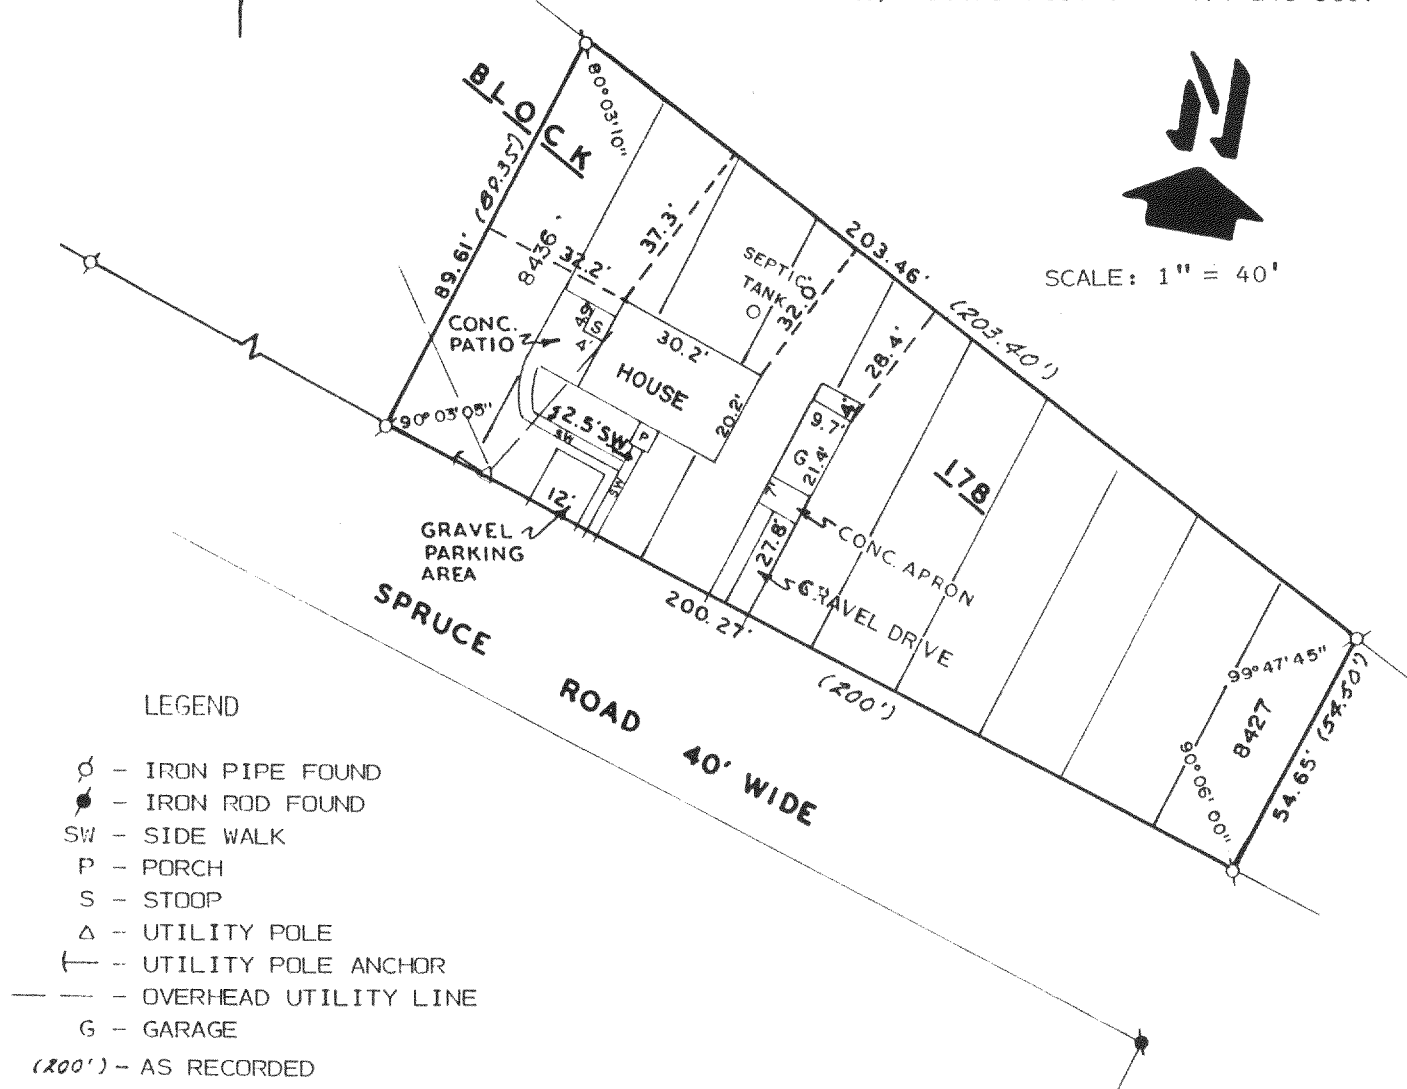 BLOCK
80°03'10"
89.61' (89.35')
8436
32.2'
37.3'
SEPTIC
TANK
32.0'
203.46'
(203.40')
SCALE: 1" = 40'
CONC.
PATIO
S
4'
30.2'
HOUSE
20.2'
28.4'
4'
9.7'
G
21.4'
7'
27.8'
178
90°03'05"
SW
SW
P
SW
12'
GRAVEL
PARKING
AREA
CONC. APRON
GRAVEL DRIVE
200.27'
(200')
SPRUCE ROAD 40' WIDE
99°47'45"
8427
90°06'00"
54.65' (54.50')
LEGEND
- IRON PIPE FOUND
- IRON ROD FOUND
SW - SIDE WALK
P - PORCH
S - STOOP
- UTILITY POLE
- UTILITY POLE ANCHOR
- OVERHEAD UTILITY LINE
G - GARAGE
(200') - AS RECORDED